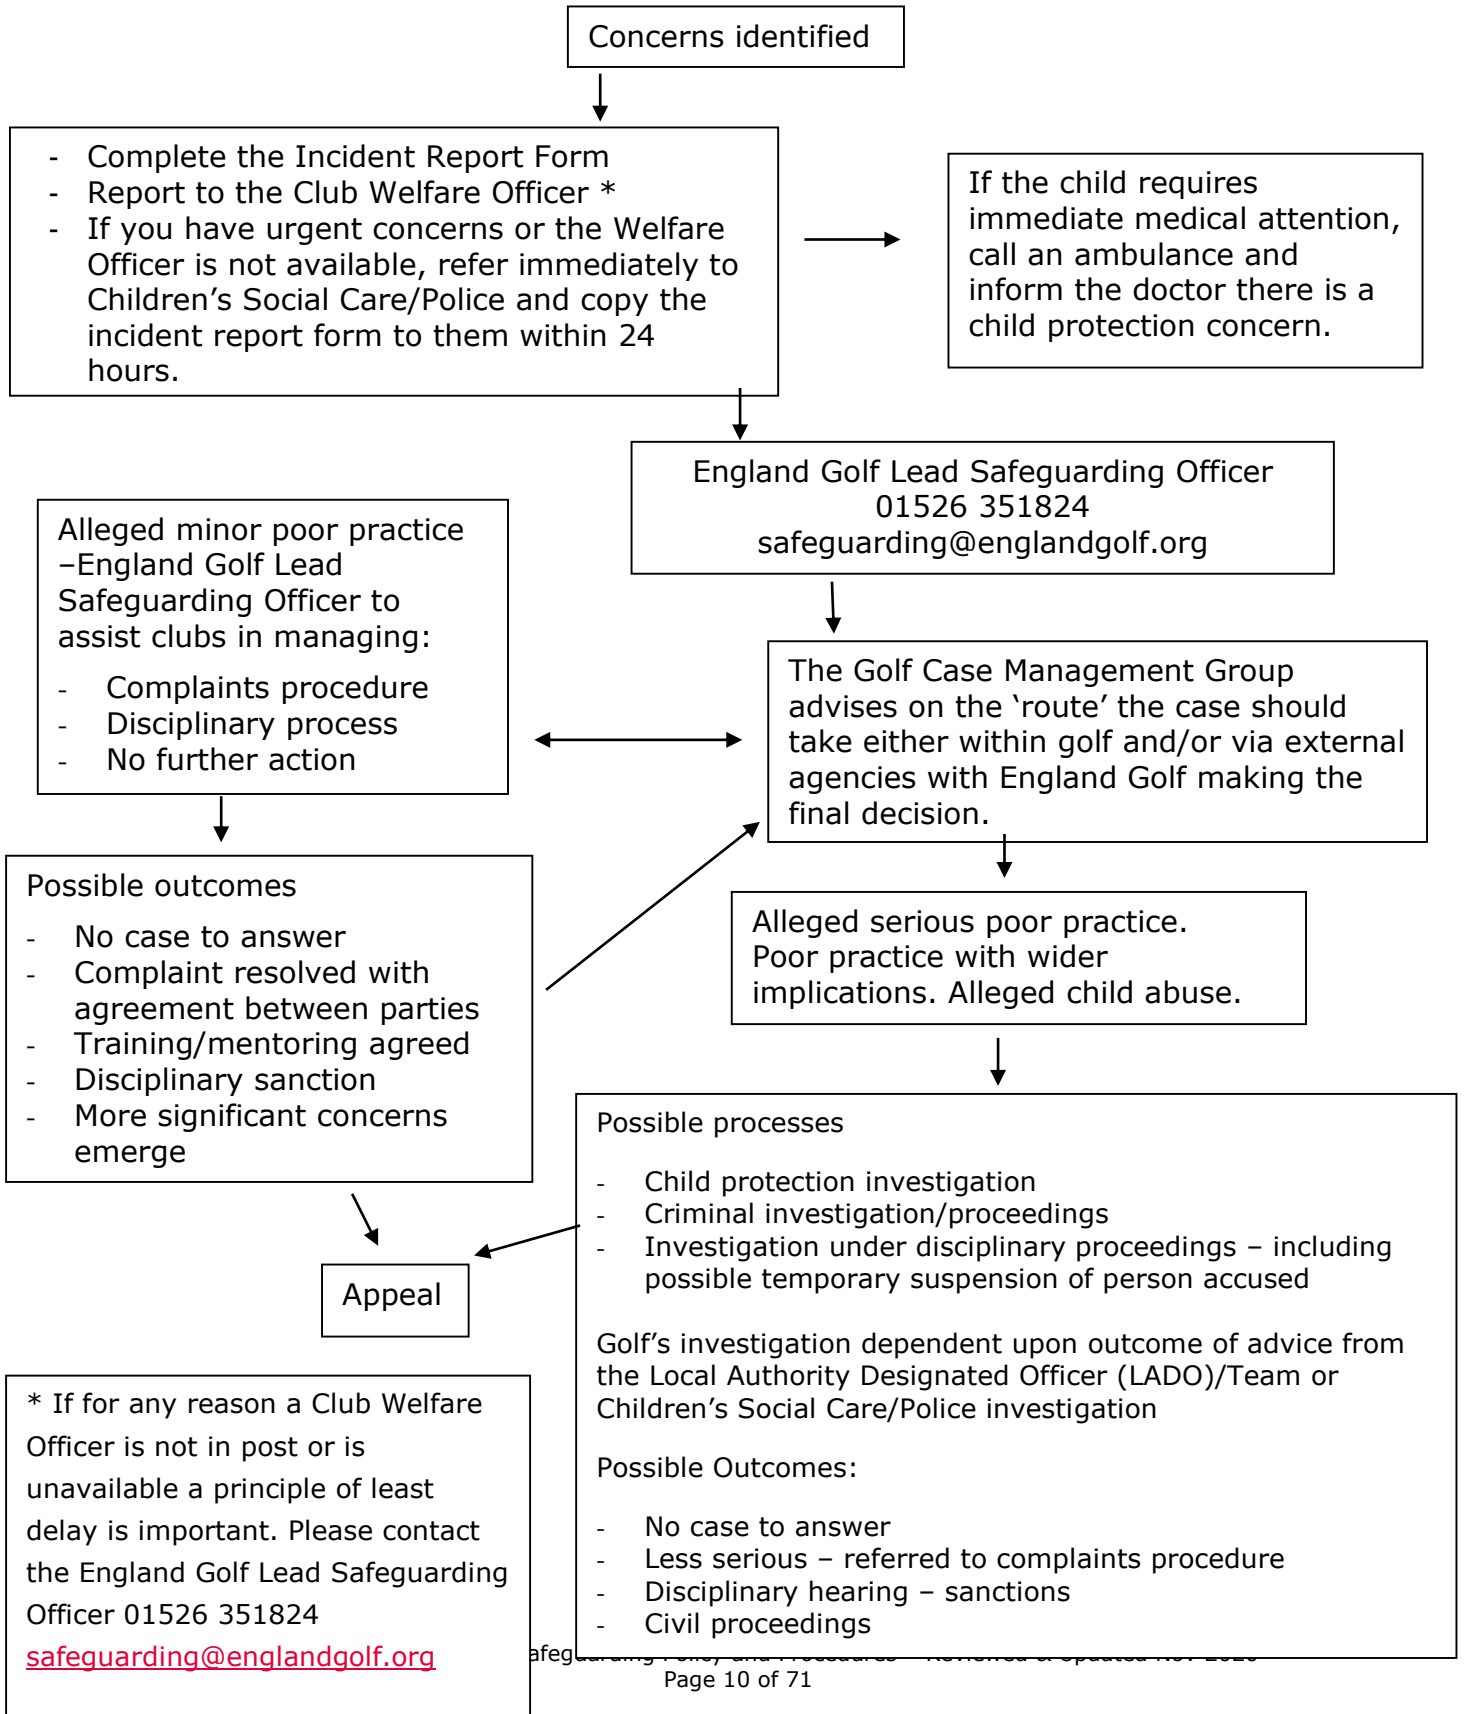 Concerns identified
- Complete the Incident Report Form
- Report to the Club Welfare Officer *
- If you have urgent concerns or the Welfare
Officer is not available, refer immediately to
Children’s Social Care/Police and copy the
incident report form to them within 24
hours.
If the child requires
immediate medical attention,
call an ambulance and
inform the doctor there is a
child protection concern.
England Golf Lead Safeguarding Officer
01526 351824
safeguarding@englandgolf.org
Alleged minor poor practice
–England Golf Lead
Safeguarding Officer to
assist clubs in managing:
- Complaints procedure
- Disciplinary process
- No further action
The Golf Case Management Group
advises on the ‘route’ the case should
take either within golf and/or via external
agencies with England Golf making the
final decision.
Possible outcomes
- No case to answer
- Complaint resolved with
agreement between parties
- Training/mentoring agreed
- Disciplinary sanction
- More significant concerns
emerge
Alleged serious poor practice.
Poor practice with wider
implications. Alleged child abuse.
Possible processes
- Child protection investigation
- Criminal investigation/proceedings
- Investigation under disciplinary proceedings – including
possible temporary suspension of person accused
Golf’s investigation dependent upon outcome of advice from
the Local Authority Designated Officer (LADO)/Team or
Children’s Social Care/Police investigation
Possible Outcomes:
- No case to answer
- Less serious – referred to complaints procedure
- Disciplinary hearing – sanctions
- Civil proceedings
Appeal
* If for any reason a Club Welfare
Officer is not in post or is
unavailable a principle of least
delay is important. Please contact
the England Golf Lead Safeguarding
Officer 01526 351824
safeguarding@englandgolf.org
Page 10 of 71